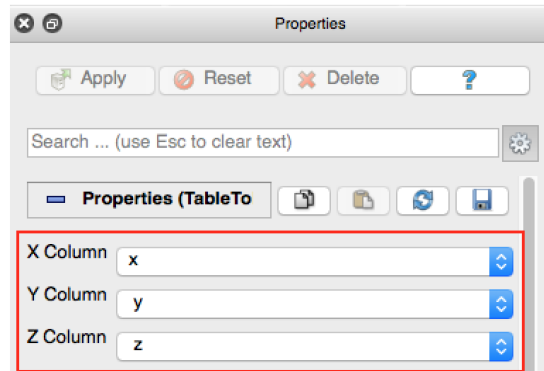 Properties
Apply Reset Delete ?
Search ... (use Esc to clear text)
Properties (TableTo
X Column x
Y Column y
Z Column z